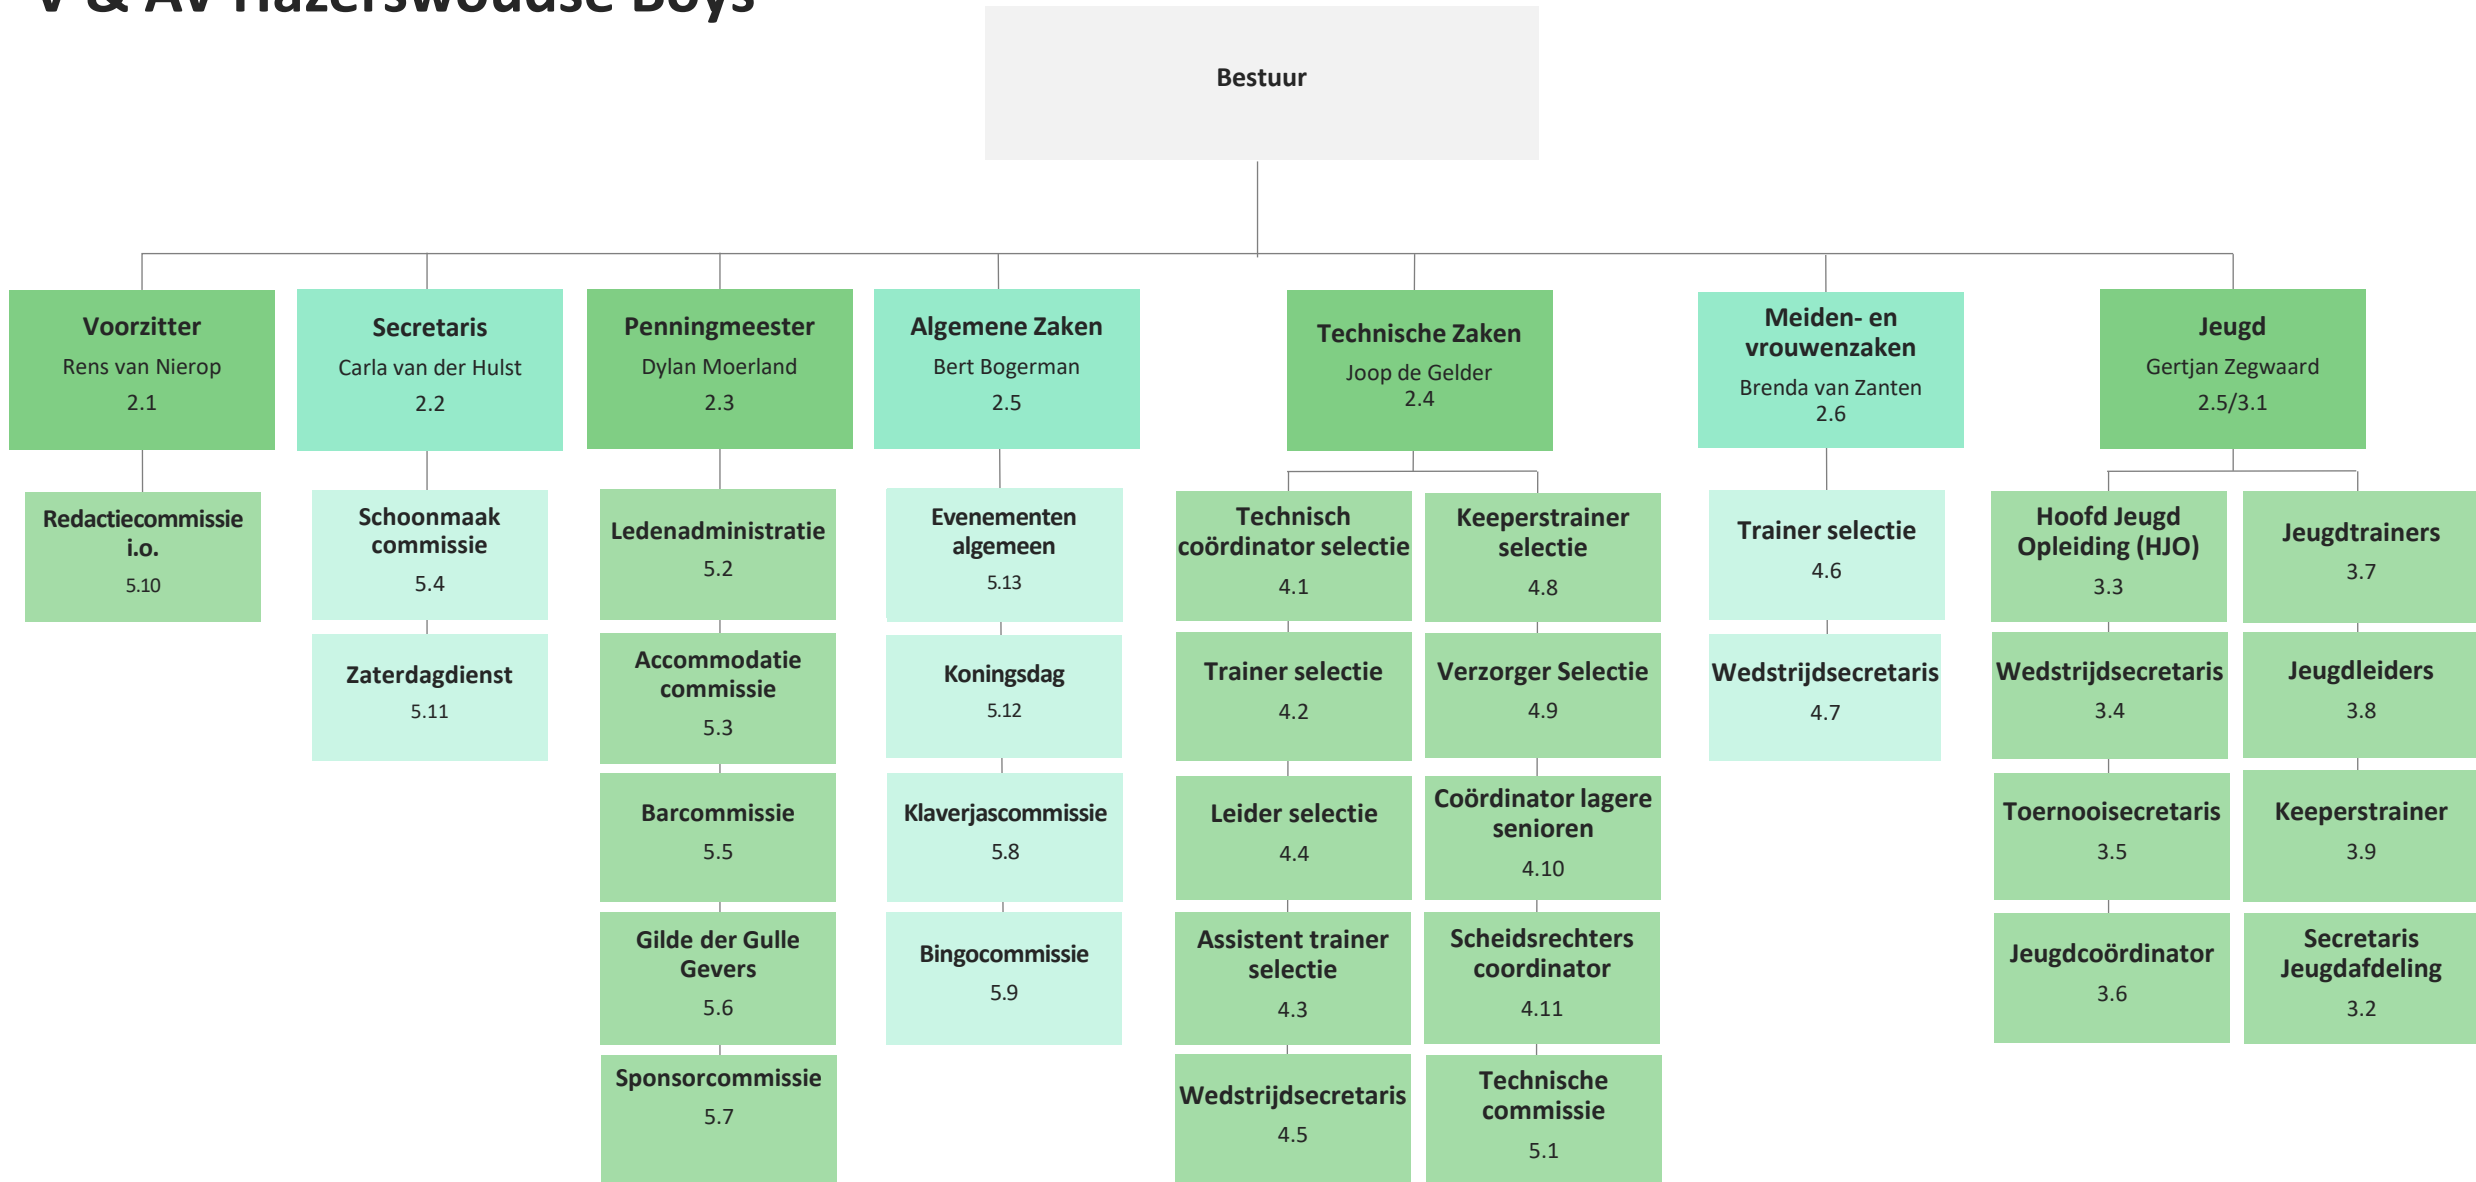 V & AV Hazerswoudse Boys
Bestuur
Voorzitter
Rens van Nierop
2.1
Secretaris
Carla van der Hulst
2.2
Penningmeester
Dylan Moerland
2.3
Algemene Zaken
Bert Bogerman
2.5
Technische Zaken
Joop de Gelder
2.4
Meiden- en
vrouwenzaken
Brenda van Zanten
2.6
Jeugd
Gertjan Zegwaard
2.5/3.1
Redactiecommissie
i.o.
5.10
Schoonmaak
commissie
5.4
Zaterdagdienst
5.11
Ledenadministratie
5.2
Accommodatie
commissie
5.3
Barcommissie
5.5
Gilde der Gulle
Gevers
5.6
Sponsorcommissie
5.7
Evenementen
algemeen
5.13
Koningsdag
5.12
Klaverjascommissie
5.8
Bingocommissie
5.9
Technisch
coördinator selectie
4.1
Trainer selectie
4.2
Leider selectie
4.4
Assistent trainer
selectie
4.3
Wedstrijdsecretaris
4.5
Keeperstrainer
selectie
4.8
Verzorger Selectie
4.9
Coördinator lagere
senioren
4.10
Scheidsrechters
coordinator
4.11
Technische
commissie
5.1
Trainer selectie
4.6
Wedstrijdsecretaris
4.7
Hoofd Jeugd
Opleiding (HJO)
3.3
Wedstrijdsecretaris
3.4
Toernooisecretaris
3.5
Jeugdcoördinator
3.6
Jeugdtrainers
3.7
Jeugdleiders
3.8
Keeperstrainer
3.9
Secretaris
Jeugdafdeling
3.2